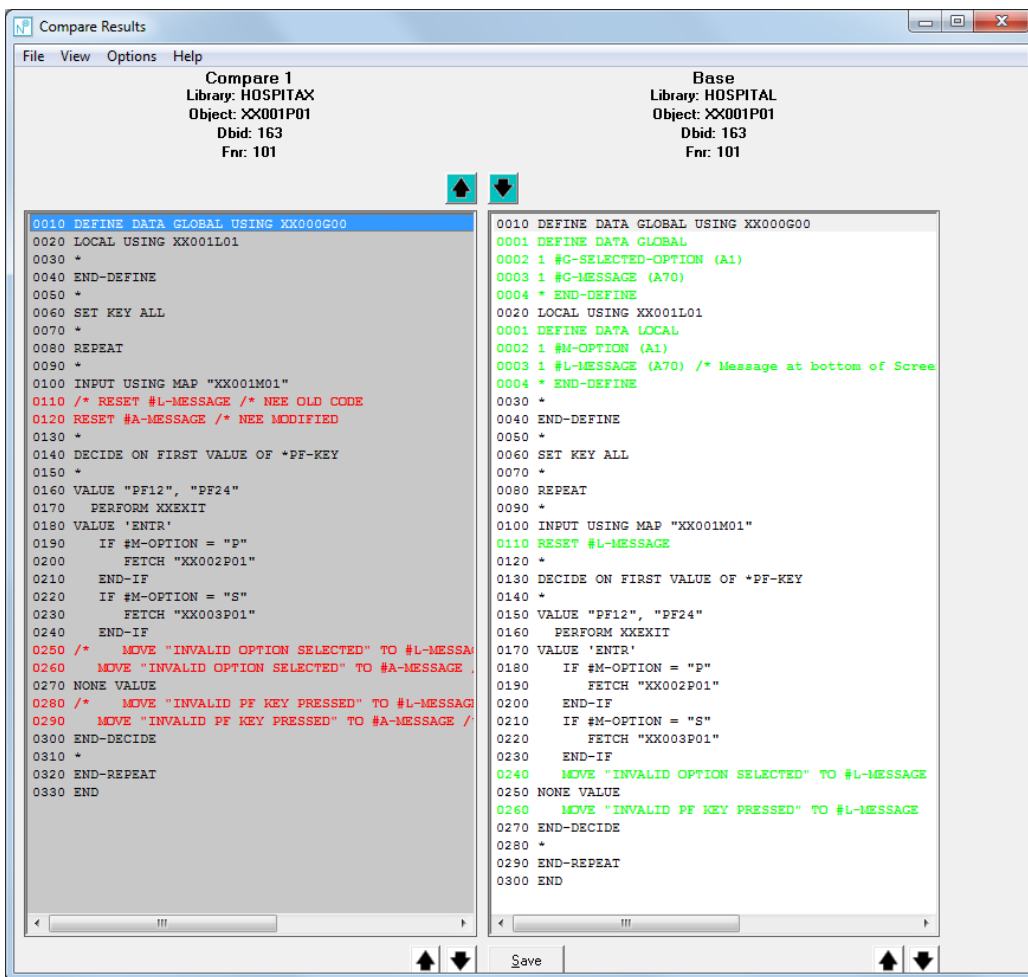 Compare Results
File View Options Help
Compare 1
Library: HOSPITAX
Object: XX001P01
Dbid: 163
Fnr: 101
Base
Library: HOSPITAL
Object: XX001P01
Dbid: 163
Fnr: 101
0010 DEFINE DATA GLOBAL USING XX000G00
0020 LOCAL USING XX001L01
0030 *
0040 END-DEFINE
0050 *
0060 SET KEY ALL
0070 *
0080 REPEAT
0090 *
0100 INPUT USING MAP "XX001M01"
0110 /* RESET #L-MESSAGE /* NEE OLD CODE
0120 RESET #A-MESSAGE /* NEE MODIFIED
0130 *
0140 DECIDE ON FIRST VALUE OF *PF-KEY
0150 *
0160 VALUE "PF12", "PF24"
0170 PERFORM XXEXIT
0180 VALUE 'ENTR'
0190 IF #M-OPTION = "P"
0200 FETCH "XX002P01"
0210 END-IF
0220 IF #M-OPTION = "S"
0230 FETCH "XX003P01"
0240 END-IF
0250 /* MOVE "INVALID OPTION SELECTED" TO #L-MESSA
0260 MOVE "INVALID OPTION SELECTED" TO #A-MESSAGE /
0270 NONE VALUE
0280 /* MOVE "INVALID PF KEY PRESSED" TO #L-MESSAG
0290 MOVE "INVALID PF KEY PRESSED" TO #A-MESSAGE /*
0300 END-DECIDE
0310 *
0320 END-REPEAT
0330 END
0010 DEFINE DATA GLOBAL USING XX000G00
0001 DEFINE DATA GLOBAL
0002 1 #G-SELECTED-OPTION (A1)
0003 1 #G-MESSAGE (A70)
0004 * END-DEFINE
0020 LOCAL USING XX001L01
0001 DEFINE DATA LOCAL
0002 1 #M-OPTION (A1)
0003 1 #L-MESSAGE (A70) /* Message at bottom of Scree
0004 * END-DEFINE
0030 *
0040 END-DEFINE
0050 *
0060 SET KEY ALL
0070 *
0080 REPEAT
0090 *
0100 INPUT USING MAP "XX001M01"
0110 RESET #L-MESSAGE
0120 *
0130 DECIDE ON FIRST VALUE OF *PF-KEY
0140 *
0150 VALUE "PF12", "PF24"
0160 PERFORM XXEXIT
0170 VALUE 'ENTR'
0180 IF #M-OPTION = "P"
0190 FETCH "XX002P01"
0200 END-IF
0210 IF #M-OPTION = "S"
0220 FETCH "XX003P01"
0230 END-IF
0240 MOVE "INVALID OPTION SELECTED" TO #L-MESSAGE
0250 NONE VALUE
0260 MOVE "INVALID PF KEY PRESSED" TO #L-MESSAGE
0270 END-DECIDE
0280 *
0290 END-REPEAT
0300 END
Save